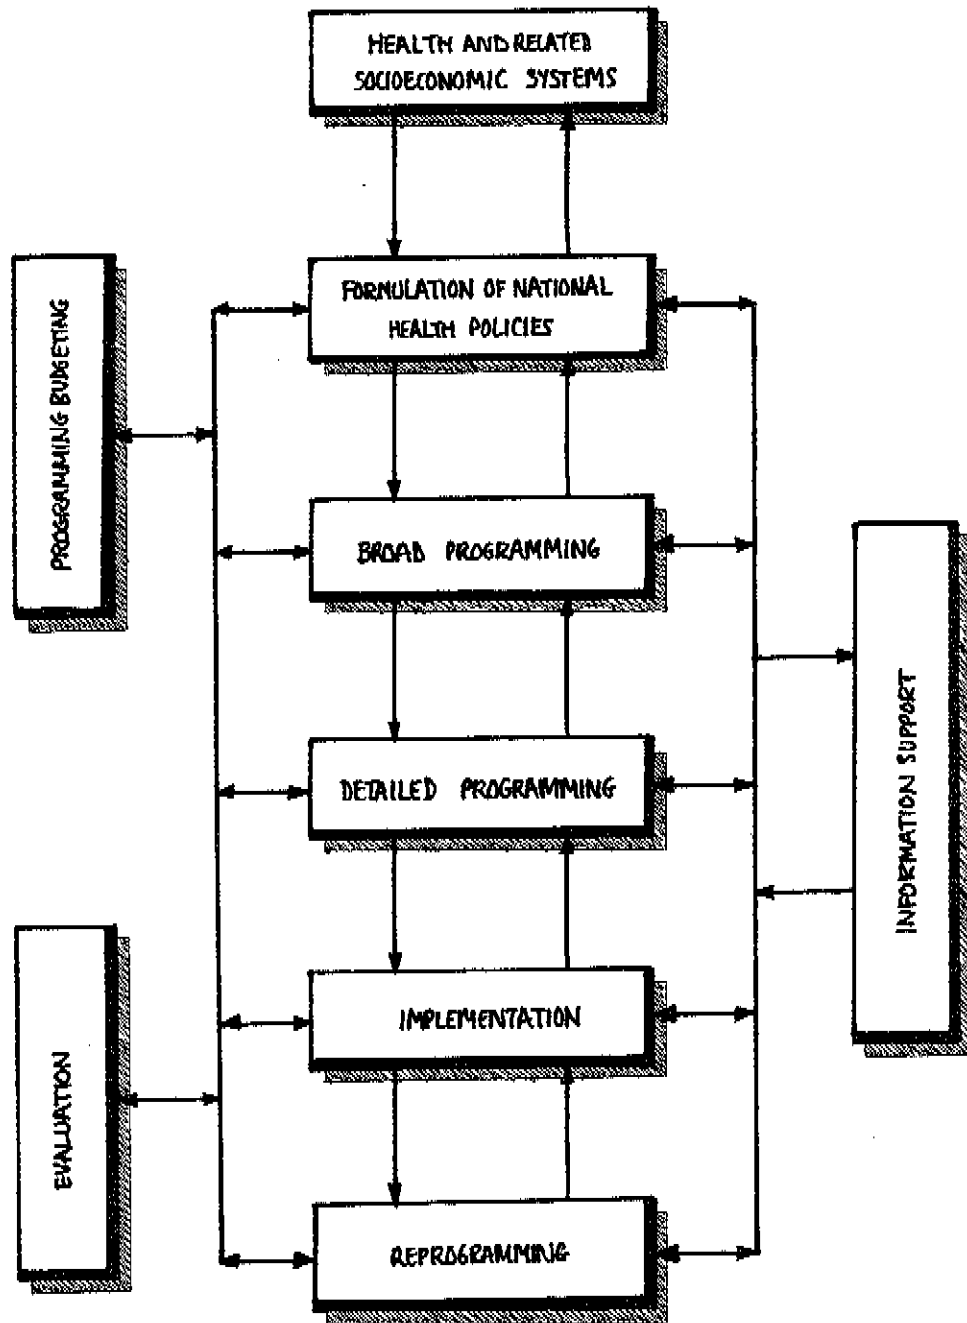 HEALTH AND RELATED
SOCIOECONOMIC SYSTEMS
FORMULATION OF NATIONAL
HEALTH POLICIES
PROGRAMMING BUDGETING
BROAD PROGRAMMING
DETAILED PROGRAMMING
INFORMATION SUPPORT
IMPLEMENTATION
EVALUATION
REPROGRAMMING